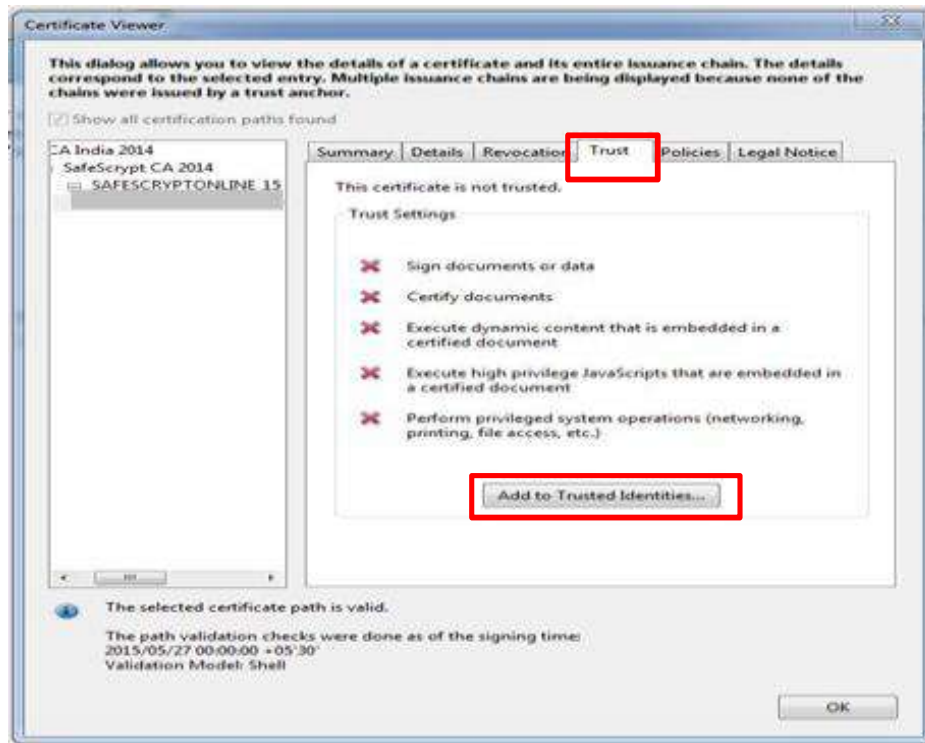 Certificate Viewer
This dialog allows you to view the details of a certificate and its entire issuance chain. The details
correspond to the selected entry. Multiple issuance chains are being displayed because none of the
chains were issued by a trust anchor.
Show all certification paths found
CA India 2014
SafeScrypt CA 2014
SAFESCRYPTONLINE 15
Summary Details Revocation Trust Policies Legal Notice
This certificate is not trusted.
Trust Settings
Sign documents or data
Certify documents
Execute dynamic content that is embedded in a
certified document
Execute high privilege JavaScripts that are embedded in
a certified document
Perform privileged system operations (networking,
printing, file access, etc.)
Add to Trusted Identities...
The selected certificate path is valid.
The path validation checks were done as of the signing time:
2015/05/27 00:00:00 +05'30'
Validation Model: Shell
OK